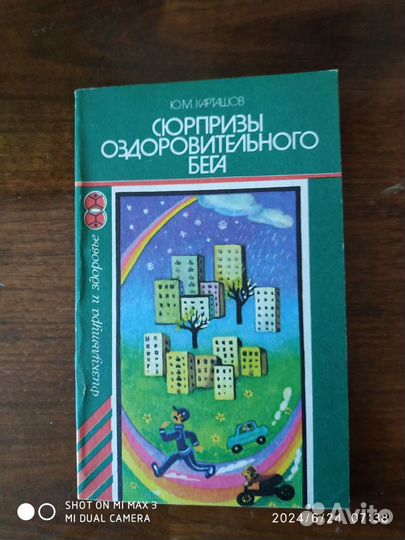 Ю.М. КАРТАШОВ
СЮРПРИЗЫ
ОЗДОРОВИТЕЛЬНОГО
БЕГА
физкультура и здоровье
SHOT ON MI MAX 3
MI DUAL CAMERA
2024/6/24 07:38
Avito